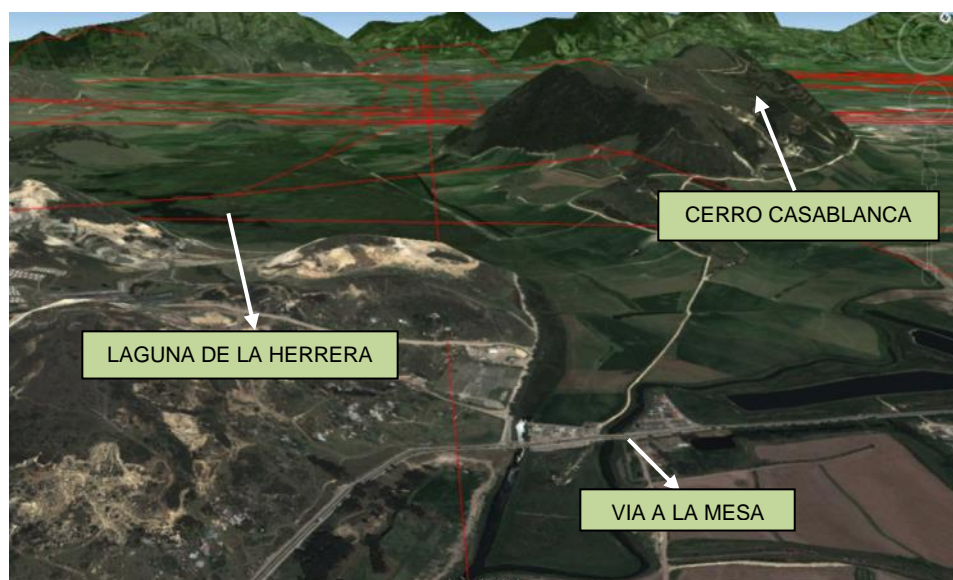 CERRO CASABLANCA
LAGUNA DE LA HERRERA
VIA A LA MESA